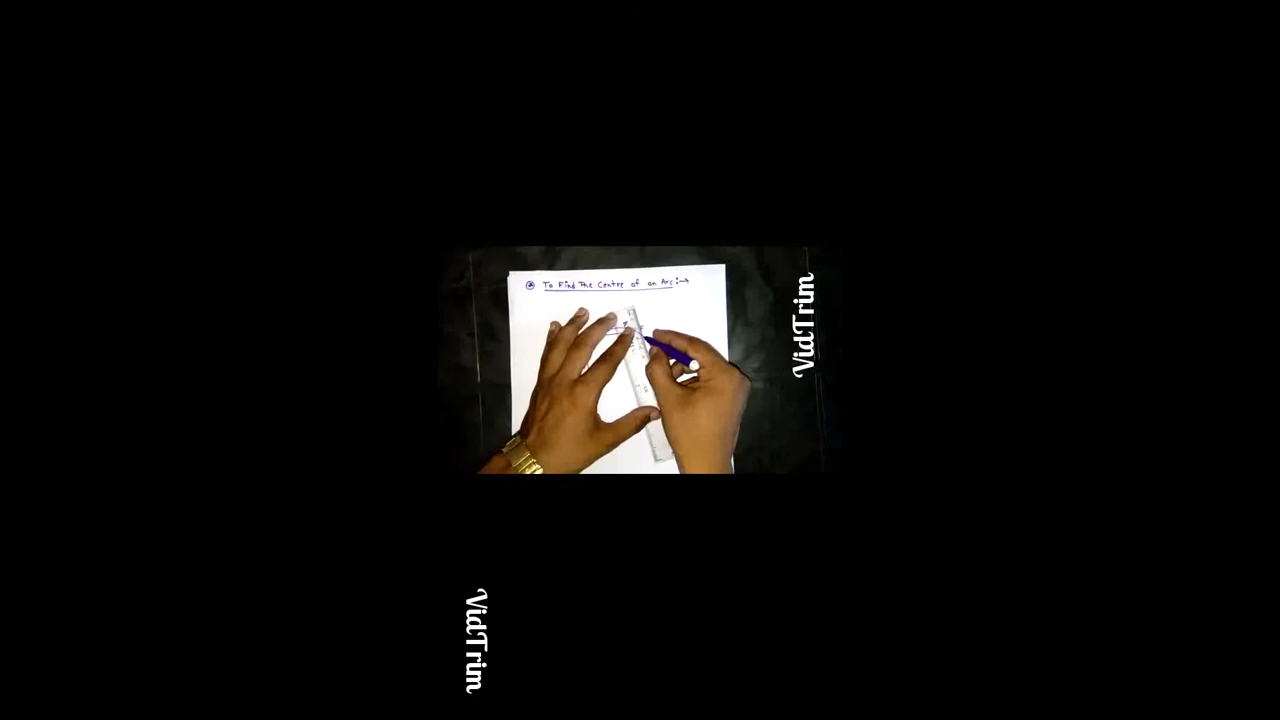 To Find The Centre of an Arc:→
VidTrim
VidTrim